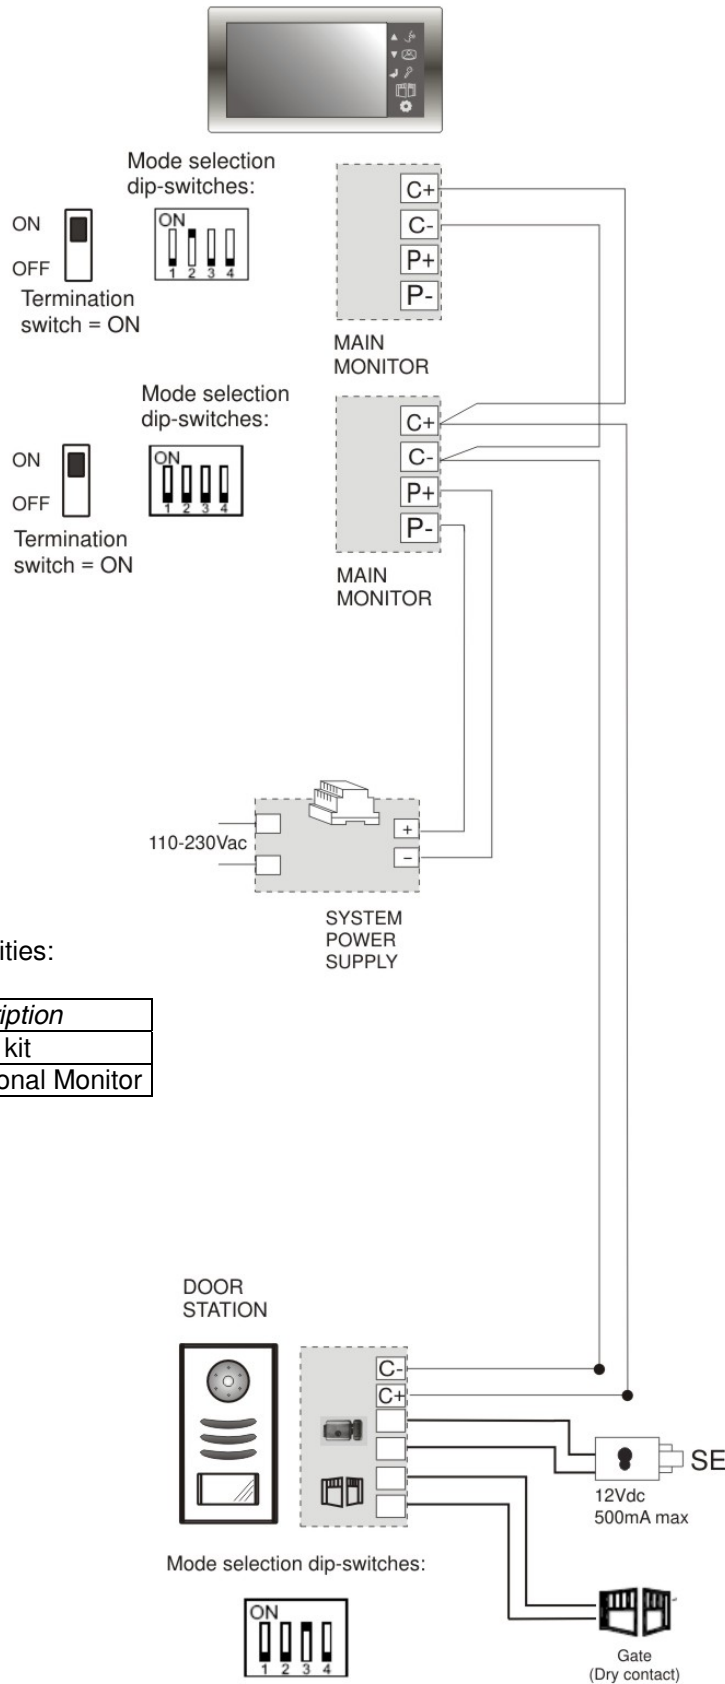 Mode selection
dip-switches:
ON
OFF
ON
1 2 3 4
Termination
switch = ON
C+
C-
P+
P-
MAIN
MONITOR
Mode selection
dip-switches:
ON
OFF
ON
1 2 3 4
Termination
switch = ON
C+
C-
P+
P-
MAIN
MONITOR
110-230Vac
+
−
SYSTEM
POWER
SUPPLY
ities:
iption
kit
onal Monitor
DOOR
STATION
C-
C+
SE
12Vdc
500mA max
Mode selection dip-switches:
ON
1 2 3 4
Gate
(Dry contact)